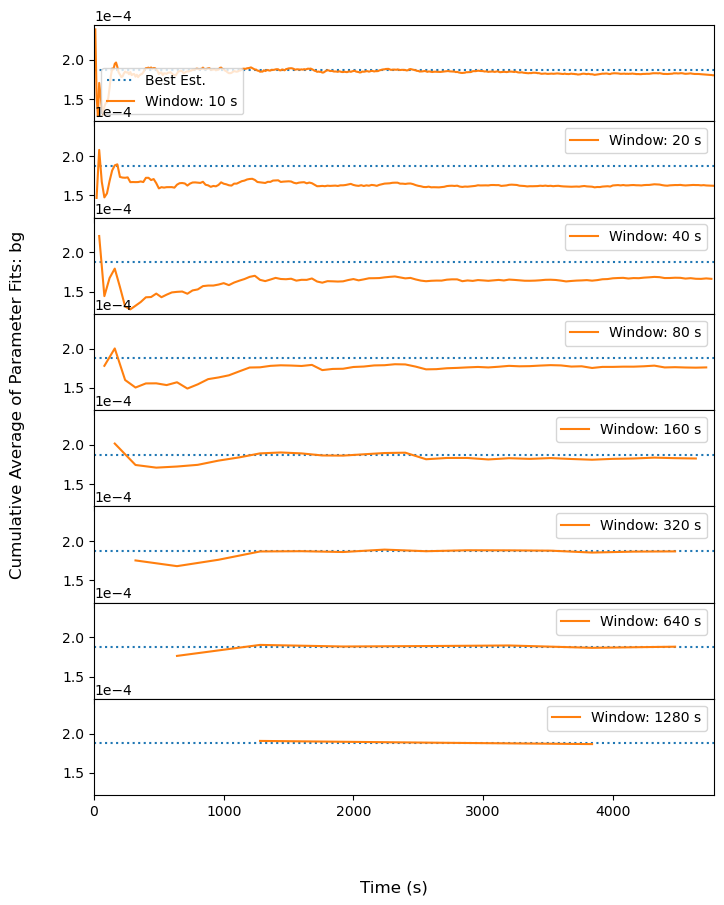 1e−4
2.0
1.5
Best Est.
Window: 10 s
1e−4
2.0
1.5
Window: 20 s
1e−4
2.0
1.5
Window: 40 s
1e−4
2.0
1.5
Window: 80 s
1e−4
2.0
1.5
Window: 160 s
1e−4
2.0
1.5
Window: 320 s
1e−4
2.0
1.5
Window: 640 s
1e−4
2.0
1.5
Window: 1280 s
0
1000
2000
3000
4000
Time (s)
Cumulative Average of Parameter Fits: bg